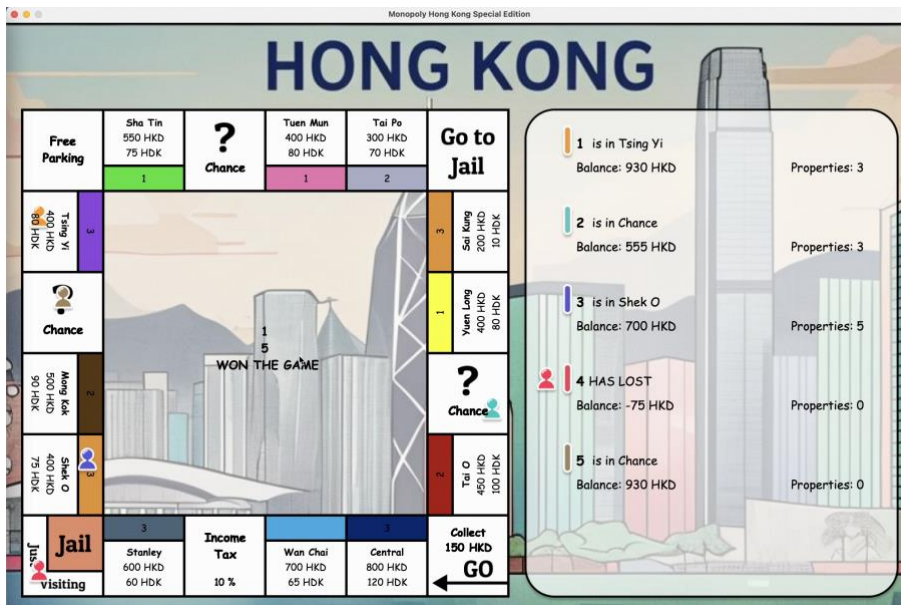 Monopoly Hong Kong Special Edition
HONG KONG
Free
Parking
Sha Tin
550 HKD
75 HDK
1
?
Chance
Tuen Mun
400 HKD
80 HDK
1
Tai Po
300 HKD
70 HDK
2
Go to
Jail
Tsing Yi
400 HKD
80 HDK
3
Sai Kung
200 HKD
10 HDK
3
?
Chance
Yuen Long
400 HKD
80 HDK
1
Mong Kok
500 HKD
90 HDK
2
?
Chance
Shek O
400 HKD
75 HDK
3
Tai O
450 HKD
100 HDK
2
1
5
WON THE GAME
Just
Jail
Visiting
3
Stanley
600 HKD
60 HDK
Income
Tax
10 %
Wan Chai
700 HKD
65 HDK
3
Central
800 HKD
120 HDK
Collect
150 HKD
GO
1 is in Tsing Yi
Balance: 930 HKD
Properties: 3
2 is in Chance
Balance: 555 HKD
Properties: 3
3 is in Shek O
Balance: 700 HKD
Properties: 5
4 HAS LOST
Balance: -75 HKD
Properties: 0
5 is in Chance
Balance: 930 HKD
Properties: 0